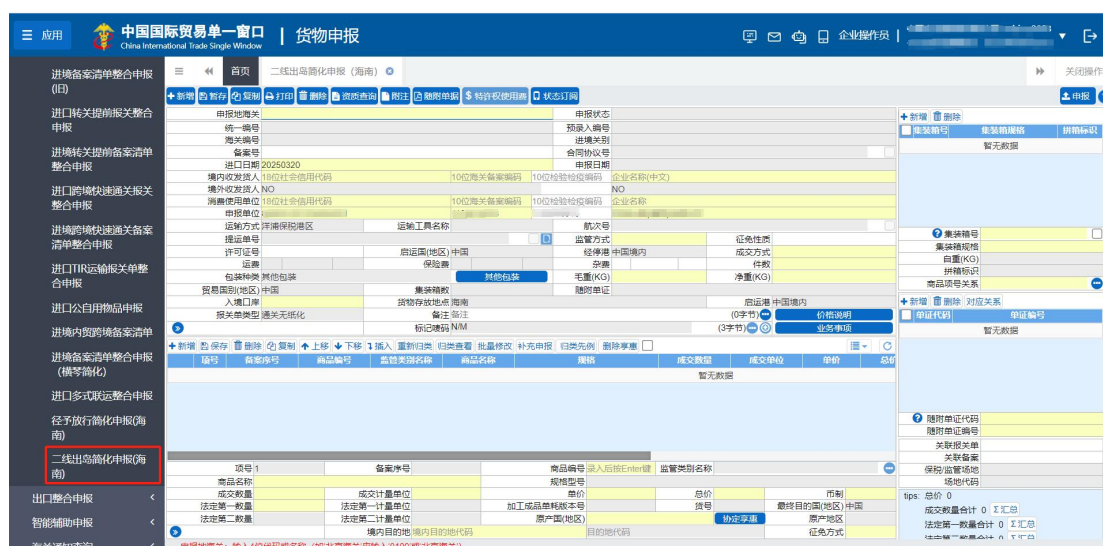 应用
中国国际贸易单一窗口 | 货物申报
China International Trade Single Window
企业操作员 |
进境备案清单整合申报(旧)
进口转关提前报关整合申报
进境转关提前备案清单整合申报
进口跨境快速通关报关整合申报
进境跨境快速通关备案清单整合申报
进口TIR运输报关单整合申报
进口公自用物品申报
进境内贸跨境备案清单
进境备案清单整合申报(横琴简化)
进口多式联运整合申报
径予放行简化申报(海南)
二线出岛简化申报(海南)
出口整合申报
智能辅助申报
首页 二线出岛简化申报 (海南) 关闭操作
新增 暂存 复制 打印 删除 资质查询 附注 随附单据 特许权使用费 状态订阅 申报
申报地海关 申报状态
统一编号 预录入编号
海关编号 进境关别
备案号 合同协议号
进口日期 20250320 申报日期
境内收发货人 18位社会信用代码 10位海关备案编码 10位检验检疫编码 企业名称(中文)
境外收发货人 NO NO
消费使用单位 18位社会信用代码 10位海关备案编码 10位检验检疫编码 企业名称
申报单位
运输方式 洋浦保税港区 运输工具名称 航次号
提运单号 监管方式 征免性质
许可证号 启运国(地区) 中国 经停港 中国境内 成交方式
运费 保险费 杂费 件数
包装种类 其他包装 其他包装 毛重(KG) 净重(KG)
贸易国别(地区) 中国 集装箱数 随附单证
入境口岸 货物存放地点 海南 启运港 中国境内
报关单类型 通关无纸化 备注 备注 (0字节) 价格说明
标记唛码 N/M (3字节) 业务事项
新增 保存 删除 复制 上移 下移 插入 重新归类 归类查看 批量修改 补充申报 归类先例 删除享惠
项号 备案序号 商品编号 监管类别名称 商品名称 规格 成交数量 成交单位 单价 总价
暂无数据
项号 1 备案序号 商品编号 录入后按Enter键 监管类别名称
商品名称 规格型号
成交数量 成交计量单位 单价 总价 币制
法定第一数量 法定第一计量单位 加工成品单耗版本号 货号 最终目的国(地区) 中国
法定第二数量 法定第二计量单位 原产国(地区) 协定享惠 原产地区
境内目的地 境内目的地代码 目的地代码 征免方式
新增 删除
集装箱号 集装箱规格 拼箱标识
暂无数据
集装箱号
集装箱规格
自重(KG)
拼箱标识
商品项号关系
新增 删除 对应关系
单证代码 单证编号
暂无数据
随附单证代码
随附单证编号
关联报关单
关联备案
保税/监管场地
场地代码
tips: 总价 0
成交数量合计 0 Σ汇总
法定第一数量合计 0 Σ汇总